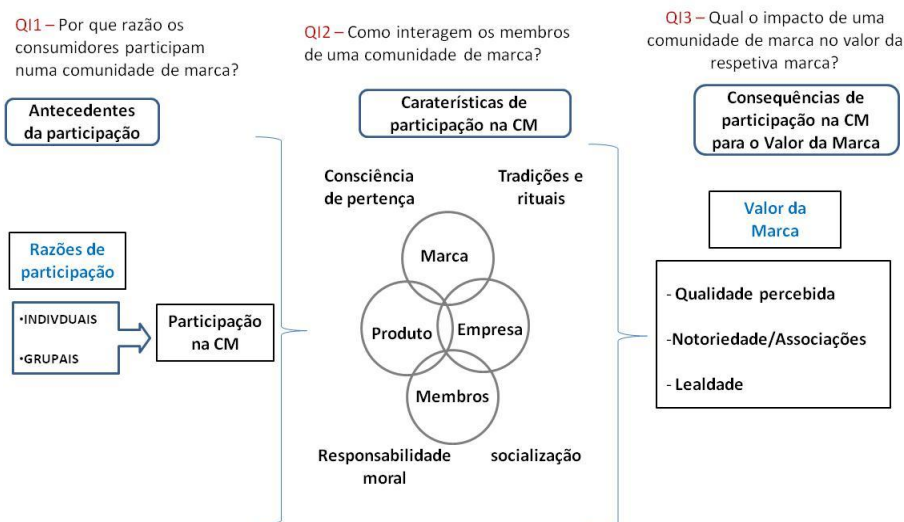 QI1 – Por que razão os
consumidores participam
numa comunidade de marca?
Antecedentes
da participação
Razões de
participação
•INDIVDUAIS
•GRUPAIS
Participação
na CM
QI2 – Como interagem os membros
de uma comunidade de marca?
Caraterísticas de
participação na CM
Consciência
de pertença
Tradições e
rituais
Marca
Produto
Empresa
Membros
Responsabilidade
moral
socialização
QI3 – Qual o impacto de uma
comunidade de marca no valor da
respetiva marca?
Consequências de
participação na CM
para o Valor da Marca
Valor da
Marca
- Qualidade percebida
-Notoriedade/Associações
- Lealdade